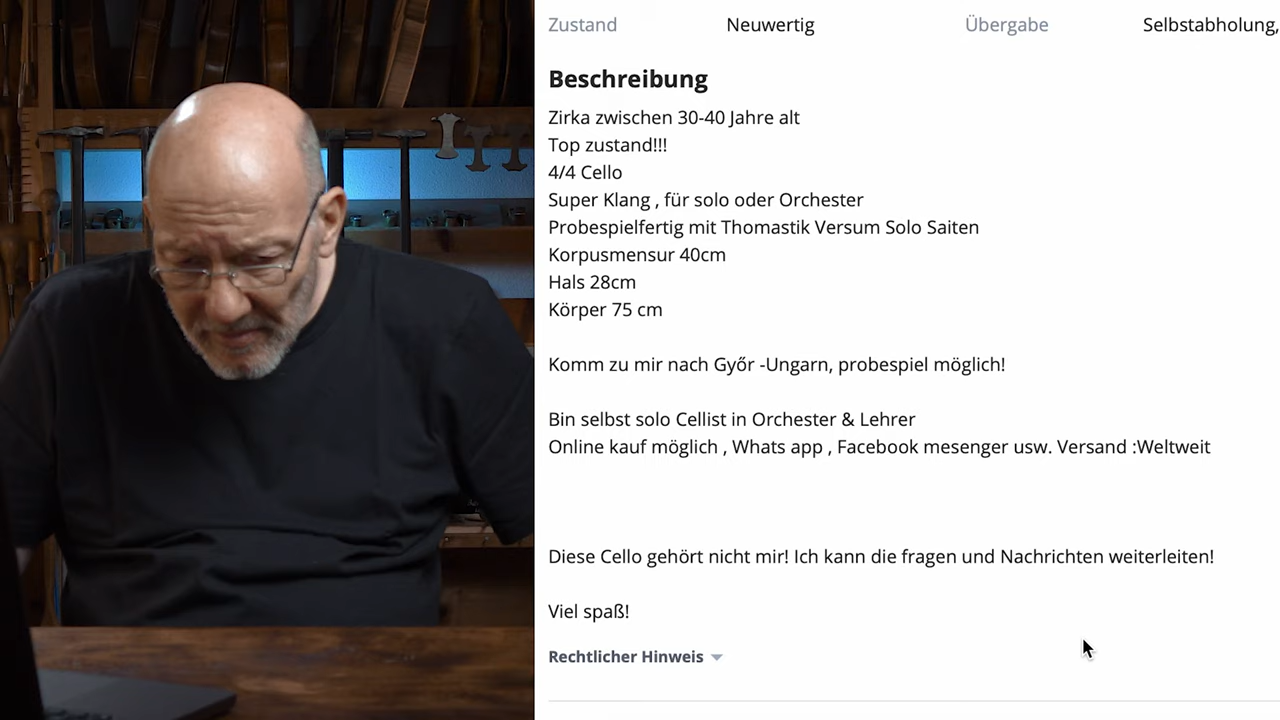 Zustand Neuwertig Übergabe Selbstabholung,
Beschreibung
Zirka zwischen 30-40 Jahre alt
Top zustand!!!
4/4 Cello
Super Klang , für solo oder Orchester
Probespielfertig mit Thomastik Versum Solo Saiten
Korpusmensur 40cm
Hals 28cm
Körper 75 cm
Komm zu mir nach Győr -Ungarn, probespiel möglich!
Bin selbst solo Cellist in Orchester & Lehrer
Online kauf möglich , Whats app , Facebook mesenger usw. Versand :Weltweit
Diese Cello gehört nicht mir! Ich kann die fragen und Nachrichten weiterleiten!
Viel spaß!
Rechtlicher Hinweis